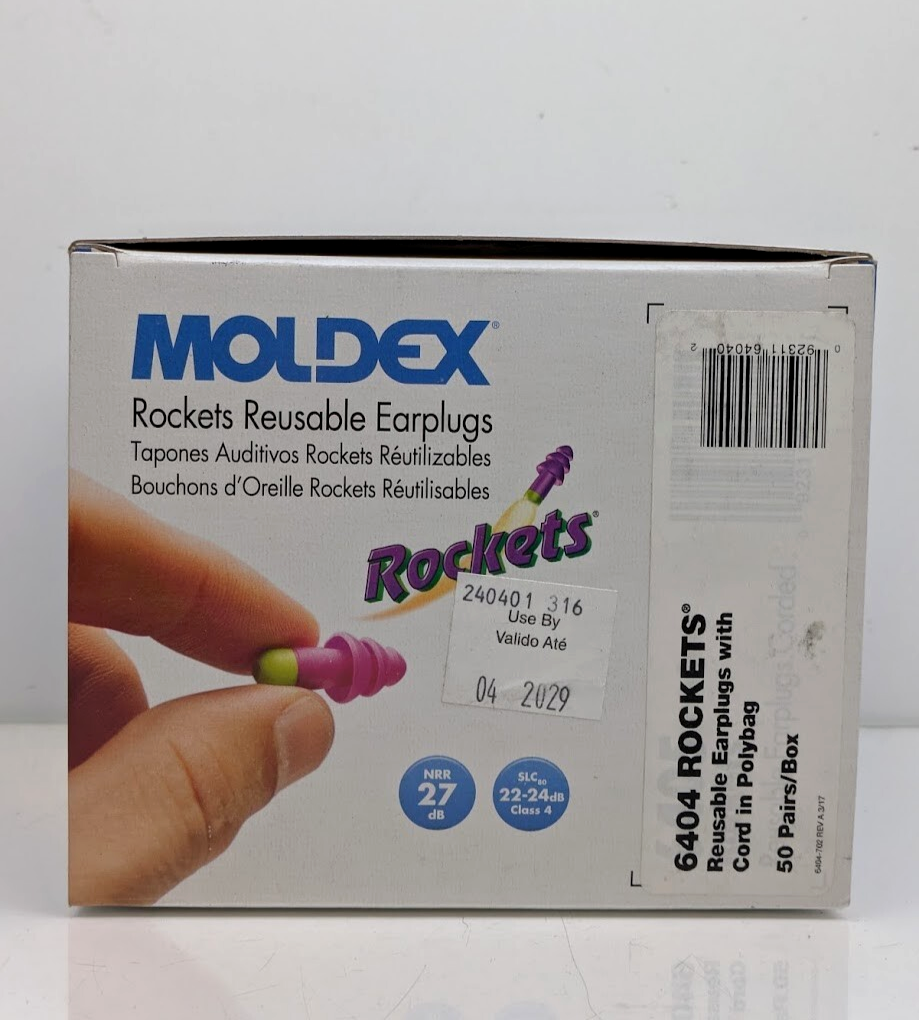 MOLDEX®
Rockets Reusable Earplugs
Tapones Auditivos Rockets Réutilizables
Bouchons d'Oreille Rockets Réutilisables
Rockets®
240401 316
Use By
Valido Até
04 2029
NRR
27
dB
SLC80
22-24dB
Class 4
0 92311 64040 2
6404 ROCKETS®
Reusable Earplugs with
Cord in Polybag
50 Pairs/Box
6404-702 REV A 3/17